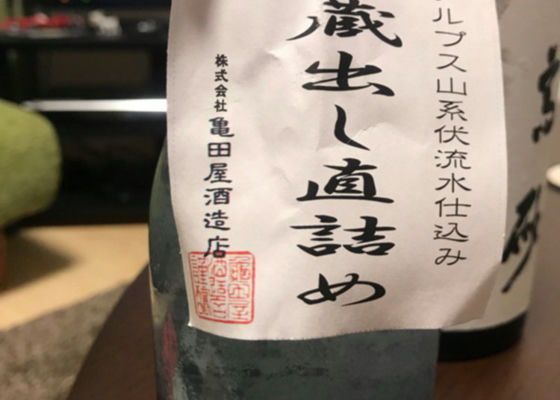 ルプス山系伏流水仕込み
蔵出し直詰め
株式会社亀田屋酒造店